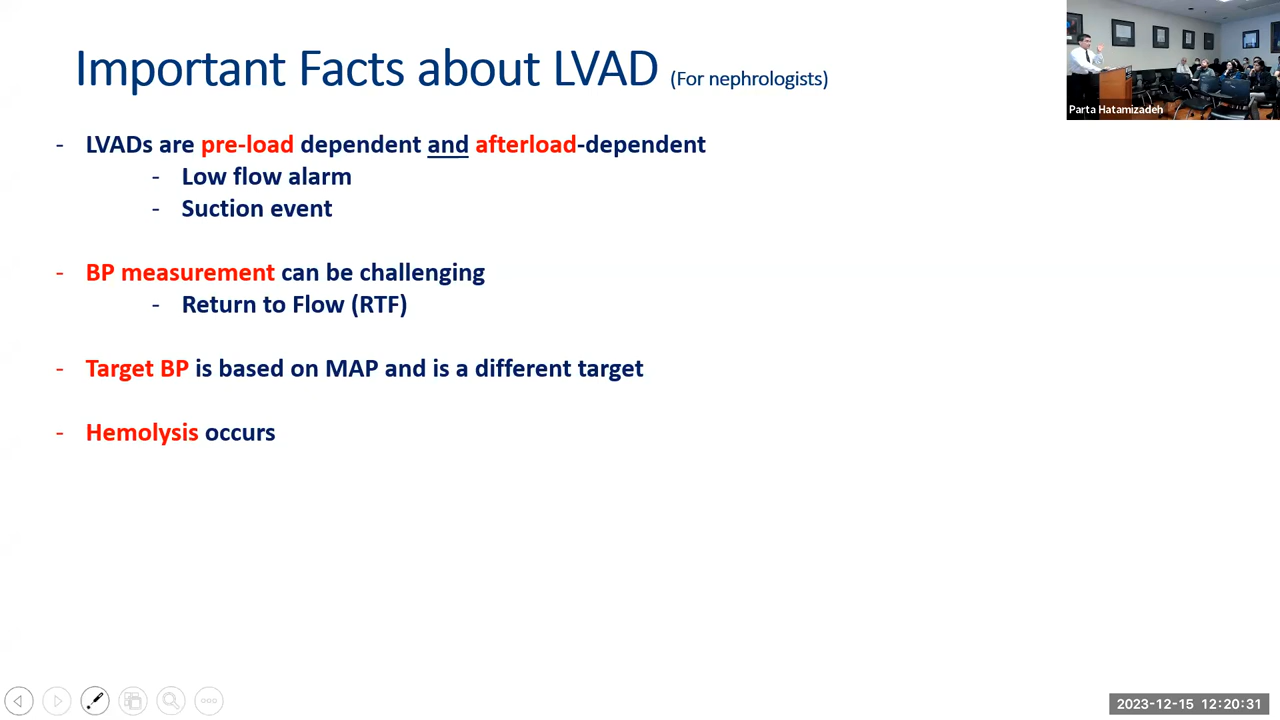 Important Facts about LVAD (For nephrologists)
Parta Hatamizadeh
- LVADs are pre-load dependent and afterload-dependent
- Low flow alarm
- Suction event
- BP measurement can be challenging
- Return to Flow (RTF)
- Target BP is based on MAP and is a different target
- Hemolysis occurs
2023-12-15 12:20:31